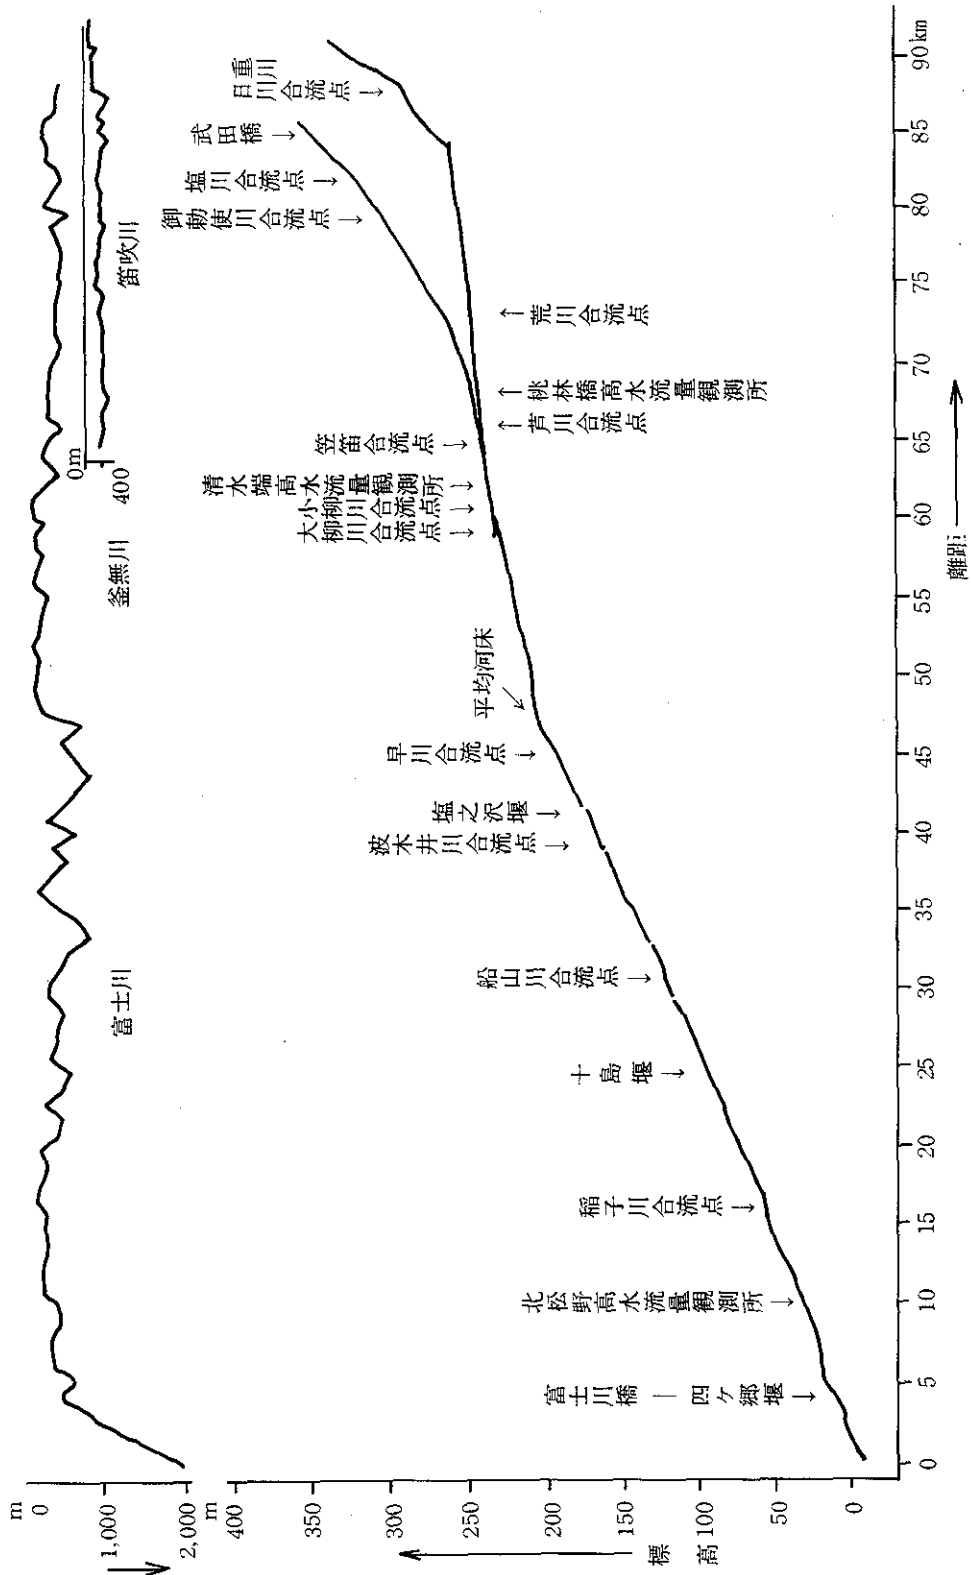 m
0
1,000
2,000
富士川
釜無川
0m
400
笛吹川
m
400
350
300
250
200
150
100
50
0
標高
富士川橋 ― 四ヶ郷堰
北松野高水流量観測所
稲子川合流点
十島堰
船山川合流点
波木井川合流点
塩之沢堰
早川合流点
平均河床
大柳川合流点
小柳川合流点
清水端高水流量観測所
笠笛合流点
芦川合流点
桃林橋高水流量観測所
荒川合流点
御勅使川合流点
塩川合流点
武田橋
日川合流点
重川
0
5
10
15
20
25
30
35
40
45
50
55
60
65
70
75
80
85
90km
離距